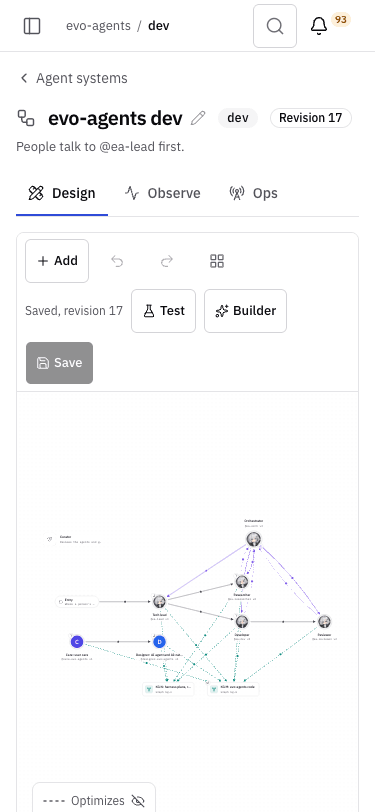 evo-agents / dev
93
Agent systems
evo-agents dev
dev
Revision 17
People talk to @ea-lead first.
Design
Observe
Ops
Add
Saved, revision 17
Test
Builder
Save
Orchestrator
Curator
Researcher
Entry
Tech lead
Developer
Reviewer
C
D
Optimizes